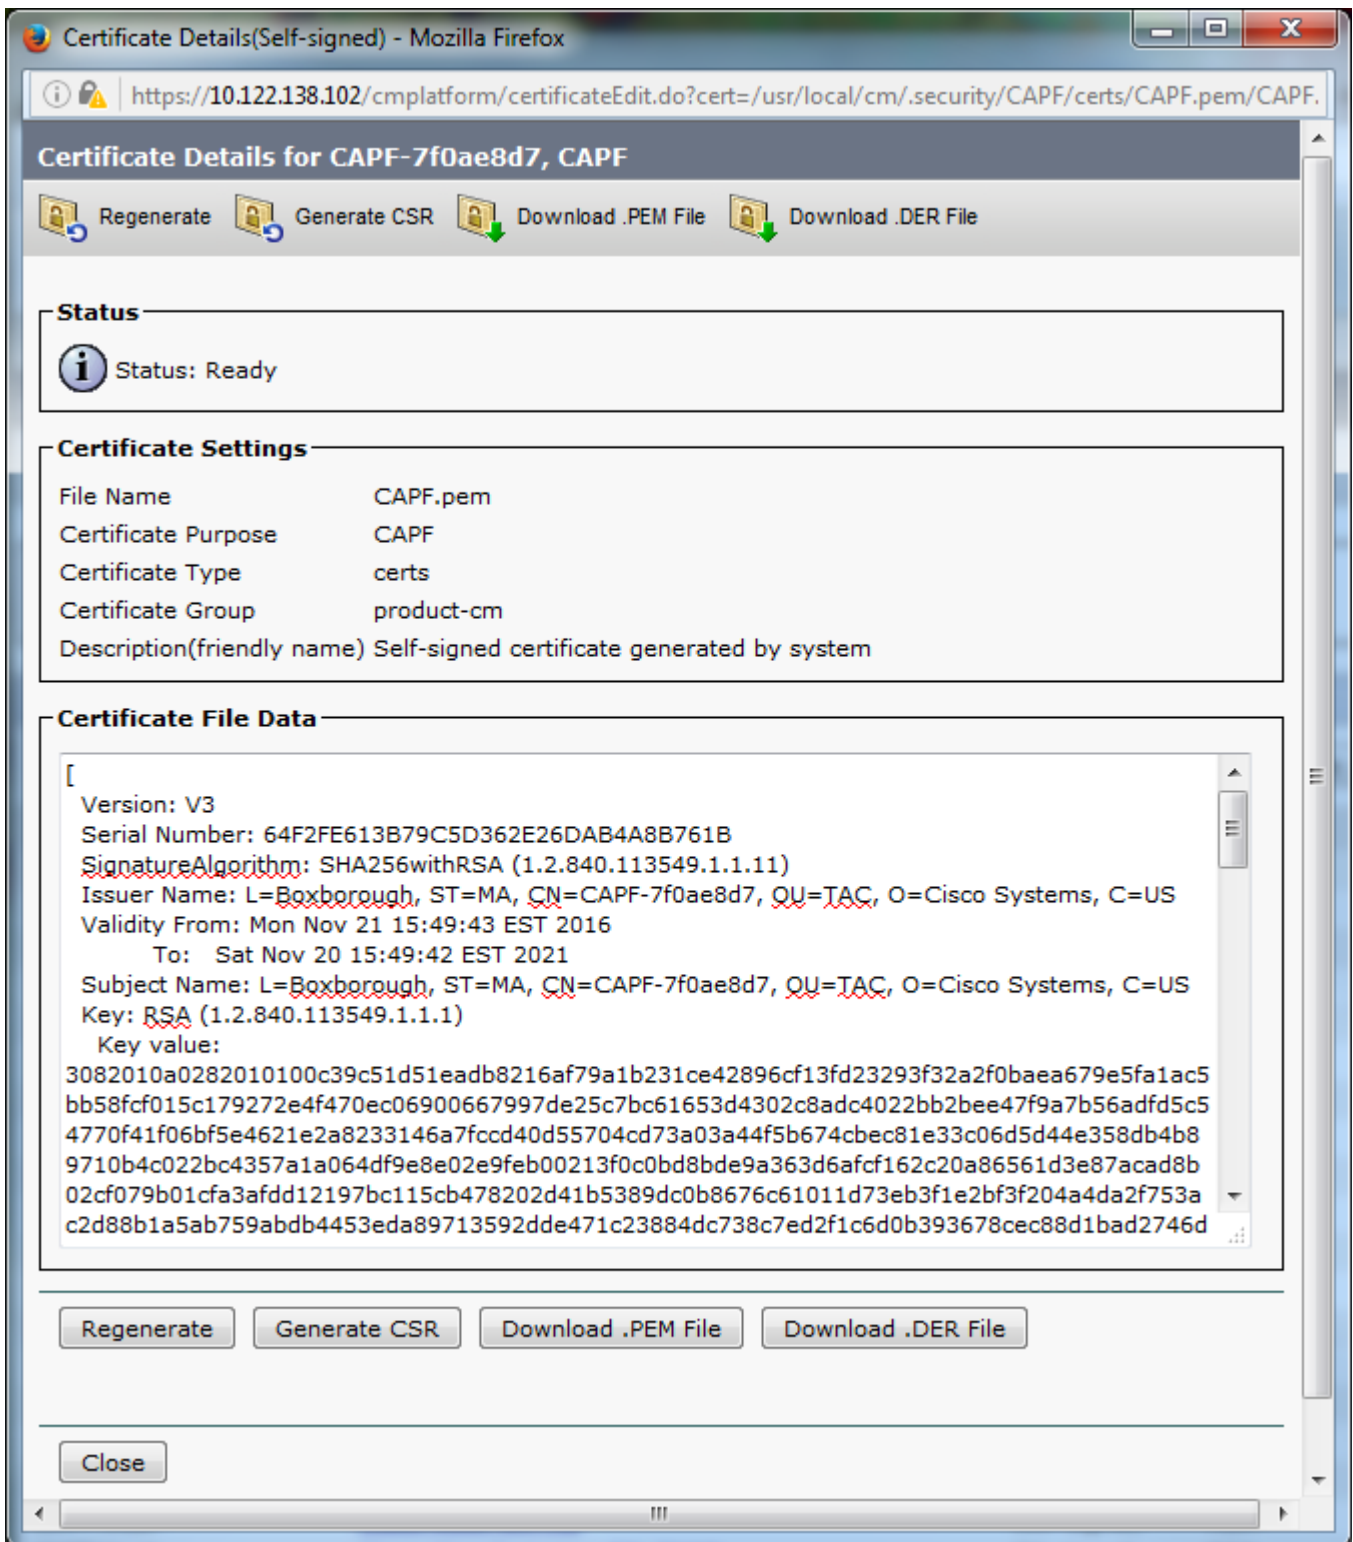 Certificate Details(Self-signed) - Mozilla Firefox
https://10.122.138.102/cmplatform/certificateEdit.do?cert=/usr/local/cm/.security/CAPF/certs/CAPF.pem/CAPF.
Certificate Details for CAPF-7f0ae8d7, CAPF
Regenerate Generate CSR Download .PEM File Download .DER File
Status
Status: Ready
Certificate Settings
File Name CAPF.pem
Certificate Purpose CAPF
Certificate Type certs
Certificate Group product-cm
Description(friendly name) Self-signed certificate generated by system
Certificate File Data
[
Version: V3
Serial Number: 64F2FE613B79C5D362E26DAB4A8B761B
SignatureAlgorithm: SHA256withRSA (1.2.840.113549.1.1.11)
Issuer Name: L=Boxborough, ST=MA, CN=CAPF-7f0ae8d7, OU=TAC, O=Cisco Systems, C=US
Validity From: Mon Nov 21 15:49:43 EST 2016
To: Sat Nov 20 15:49:42 EST 2021
Subject Name: L=Boxborough, ST=MA, CN=CAPF-7f0ae8d7, OU=TAC, O=Cisco Systems, C=US
Key: RSA (1.2.840.113549.1.1.1)
Key value:
3082010a0282010100c39c51d51eadb8216af79a1b231ce42896cf13fd23293f32a2f0baea679e5fa1ac5
bb58fcf015c179272e4f470ec06900667997de25c7bc61653d4302c8adc4022bb2bee47f9a7b56adfd5c5
4770f41f06bf5e4621e2a8233146a7fccd40d55704cd73a03a44f5b674cbec81e33c06d5d44e358db4b8
9710b4c022bc4357a1a064df9e8e02e9feb00213f0c0bd8bde9a363d6afcf162c20a86561d3e87acad8b
02cf079b01cfa3afdd12197bc115cb478202d41b5389dc0b8676c61011d73eb3f1e2bf3f204a4da2f753a
c2d88b1a5ab759abdb4453eda89713592dde471c23884dc738c7ed2f1c6d0b393678cec88d1bad2746d
Regenerate Generate CSR Download .PEM File Download .DER File
Close